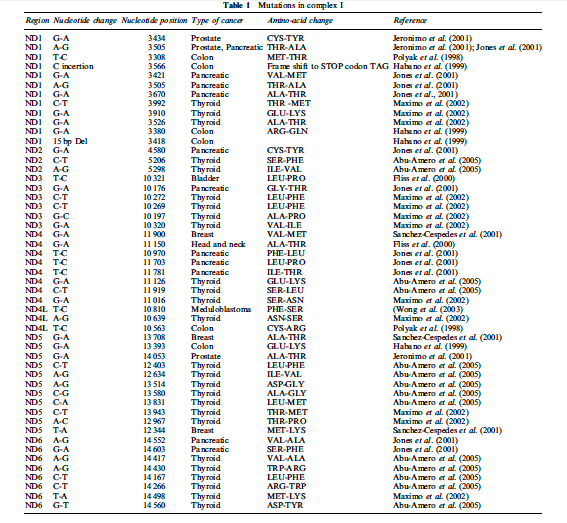 Table 1 Mutations in complex I
Region Nucleotide change Nucleotide position Type of cancer Amino-acid change Reference
ND1 G-A 3434 Prostate CYS-TYR Jeronimo et al. (2001)
ND1 A-G 3505 Prostate, Pancreatic THR-ALA Jeronimo et al. (2001); Jones et al. (2001)
ND1 T-C 3308 Colon MET-THR Polyak et al. (1998)
ND1 C incertion 3566 Colon Frame shift to STOP codon TAG Habano et al. (1999)
ND1 G-A 3421 Pancreatic VAL-MET Jones et al. (2001)
ND1 A-G 3505 Pancreatic THR-ALA Jones et al. (2001)
ND1 G-A 3670 Pancreatic ALA-THR Jones et al., 2001)
ND1 C-T 3992 Thyroid THR -MET Maximo et al. (2002)
ND1 G-A 3910 Thyroid GLU-LYS Maximo et al. (2002)
ND1 G-A 3526 Thyroid ALA-THR Maximo et al. (2002)
ND1 G-A 3380 Colon ARG-GLN Habano et al. (1999)
ND1 15 bp Del 3418 Colon Habano et al. (1999)
ND2 G-A 4580 Pancreatic CYS-TYR Jones et al. (2001)
ND2 C-T 5206 Thyroid SER-PHE Abu-Amero et al. (2005)
ND2 A-G 5298 Thyroid ILE-VAL Abu-Amero et al. (2005)
ND3 T-C 10 321 Bladder LEU-PRO Fliss et al. (2000)
ND3 G-A 10 176 Pancreatic GLY-THR Jones et al. (2001)
ND3 C-T 10 272 Thyroid LEU-PHE Maximo et al. (2002)
ND3 C-T 10 269 Thyroid LEU-PHE Maximo et al. (2002)
ND3 G-C 10 197 Thyroid ALA-PRO Maximo et al. (2002)
ND3 G-A 10 320 Thyroid VAL-ILE Maximo et al. (2002)
ND4 G-A 11 900 Breast VAL-MET Sanchez-Cespedes et al. (2001)
ND4 G-A 11 150 Head and neck ALA-THR Fliss et al. (2000)
ND4 T-C 10 970 Pancreatic PHE-LEU Jones et al. (2001)
ND4 T-C 11 703 Pancreatic LEU-PRO Jones et al. (2001)
ND4 T-C 11 781 Pancreatic ILE-THR Jones et al. (2001)
ND4 G-A 11 126 Thyroid GLU-LYS Abu-Amero et al. (2005)
ND4 C-T 11 919 Thyroid SER-LEU Abu-Amero et al. (2005)
ND4 G-A 11 016 Thyroid SER-ASN Maximo et al. (2002)
ND4L T-C 10 810 Meduloblastoma PHE-SER (Wong et al. (2003)
ND4L A-G 10 639 Thyroid ASN-SER Maximo et al. (2002)
ND4L T-C 10 563 Colon CYS-ARG Polyak et al. (1998)
ND5 G-A 13 708 Breast ALA-THR Sanchez-Cespedes et al. (2001)
ND5 G-A 13 393 Colon GLU-LYS Habano et al. (1999)
ND5 G-A 14 053 Prostate ALA-THR Jeronimo et al. (2001)
ND5 C-T 12 403 Thyroid LEU-PHE Abu-Amero et al. (2005)
ND5 A-G 12 634 Thyroid ILE-VAL Abu-Amero et al. (2005)
ND5 A-G 13 514 Thyroid ASP-GLY Abu-Amero et al. (2005)
ND5 C-G 13 580 Thyroid ALA-GLY Abu-Amero et al. (2005)
ND5 C-A 13 831 Thyroid LEU-MET Abu-Amero et al. (2005)
ND5 C-T 13 943 Thyroid THR-MET Maximo et al. (2002)
ND5 A-C 12 967 Thyroid THR-PRO Maximo et al. (2002)
ND5 T-A 12 344 Breast MET-LYS Sanchez-Cespedes et al. (2001)
ND6 A-G 14 552 Pancreatic VAL-ALA Jones et al. (2001)
ND6 G-A 14 603 Pancreatic SER-PHE Jones et al. (2001)
ND6 A-G 14 417 Thyroid VAL-ALA Abu-Amero et al. (2005)
ND6 A-G 14 430 Thyroid TRP-ARG Abu-Amero et al. (2005)
ND6 C-T 14 167 Thyroid LEU-PHE Abu-Amero et al. (2005)
ND6 C-T 14 266 Thyroid ARG-TRP Abu-Amero et al. (2005)
ND6 T-A 14 498 Thyroid MET-LYS Maximo et al. (2002)
ND6 G-T 14 560 Thyroid ASP-TYR Abu-Amero et al. (2005)